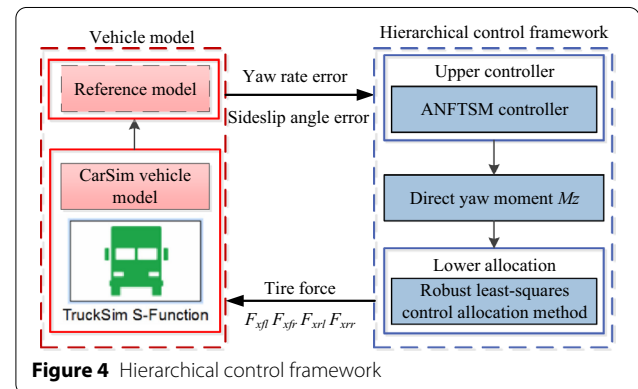 Vehicle model
Hierarchical control framework
Reference model
Yaw rate error
Sideslip angle error
Upper controller
ANFTSM controller
CarSim vehicle
model
TruckSim S-Function
Direct yaw moment Mz
Tire force
Fxfl Fxfr Fxrl Fxrr
Lower allocation
Robust least-squares
control allocation method
Figure 4 Hierarchical control framework